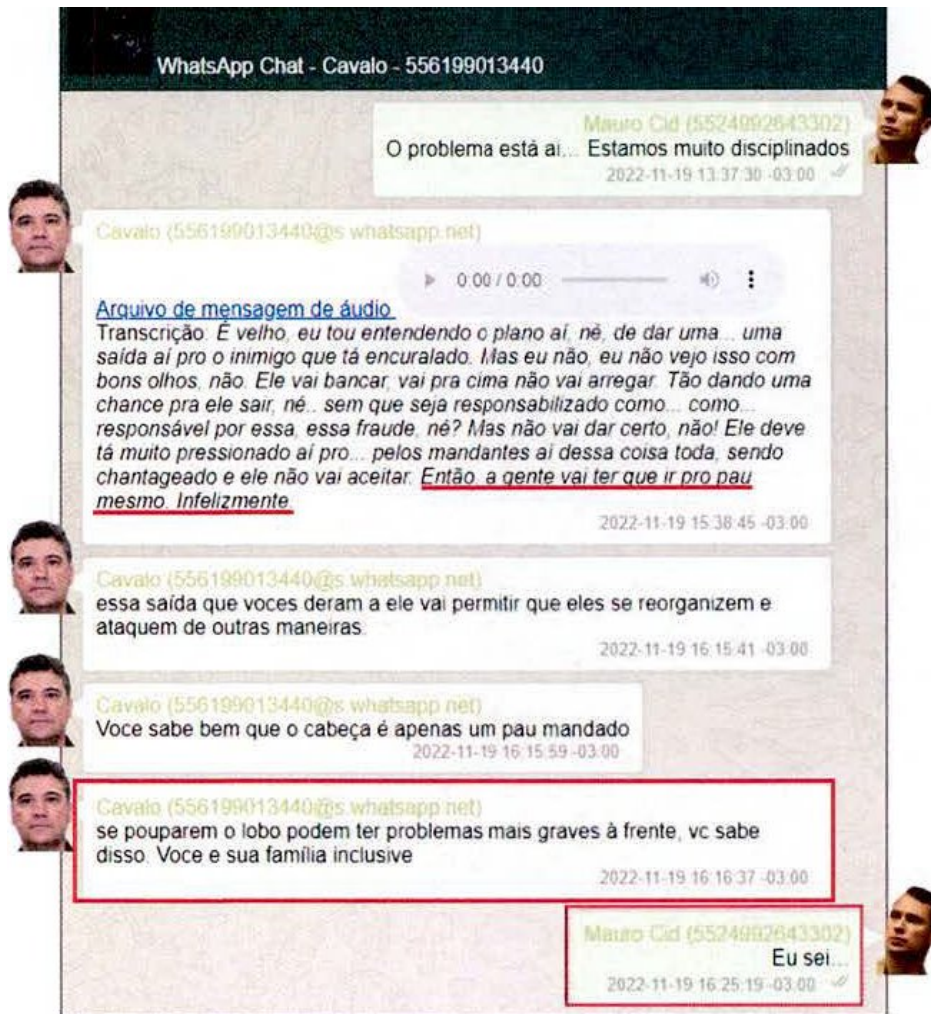 WhatsApp Chat - Cavalo - 556199013440
Mauro Cid (5524992643302)
O problema está ai... Estamos muito disciplinados
2022-11-19 13:37:30 -03:00
Cavalo (556199013440@s.whatsapp.net)
0:00 / 0:00
Arquivo de mensagem de áudio
Transcrição: É velho, eu tou entendendo o plano aí, né, de dar uma... uma
saída aí pro o inimigo que tá encuralado. Mas eu não, eu não vejo isso com
bons olhos, não. Ele vai bancar, vai pra cima não vai arregar. Tão dando uma
chance pra ele sair, né.. sem que seja responsabilizado como... como...
responsável por essa, essa fraude, né? Mas não vai dar certo, não! Ele deve
tá muito pressionado aí pro... pelos mandantes aí dessa coisa toda, sendo
chantageado e ele não vai aceitar. Então, a gente vai ter que ir pro pau
mesmo. Infelizmente.
2022-11-19 15:38:45 -03:00
Cavalo (556199013440@s.whatsapp.net)
essa saída que voces deram a ele vai permitir que eles se reorganizem e
ataquem de outras maneiras.
2022-11-19 16:15:41 -03:00
Cavalo (556199013440@s.whatsapp.net)
Voce sabe bem que o cabeça é apenas um pau mandado
2022-11-19 16:15:59 -03:00
Cavalo (556199013440@s.whatsapp.net)
se pouparem o lobo podem ter problemas mais graves à frente, vc sabe
disso. Voce e sua família inclusive
2022-11-19 16:16:37 -03:00
Mauro Cid (5524992643302)
Eu sei...
2022-11-19 16:25:19 -03:00